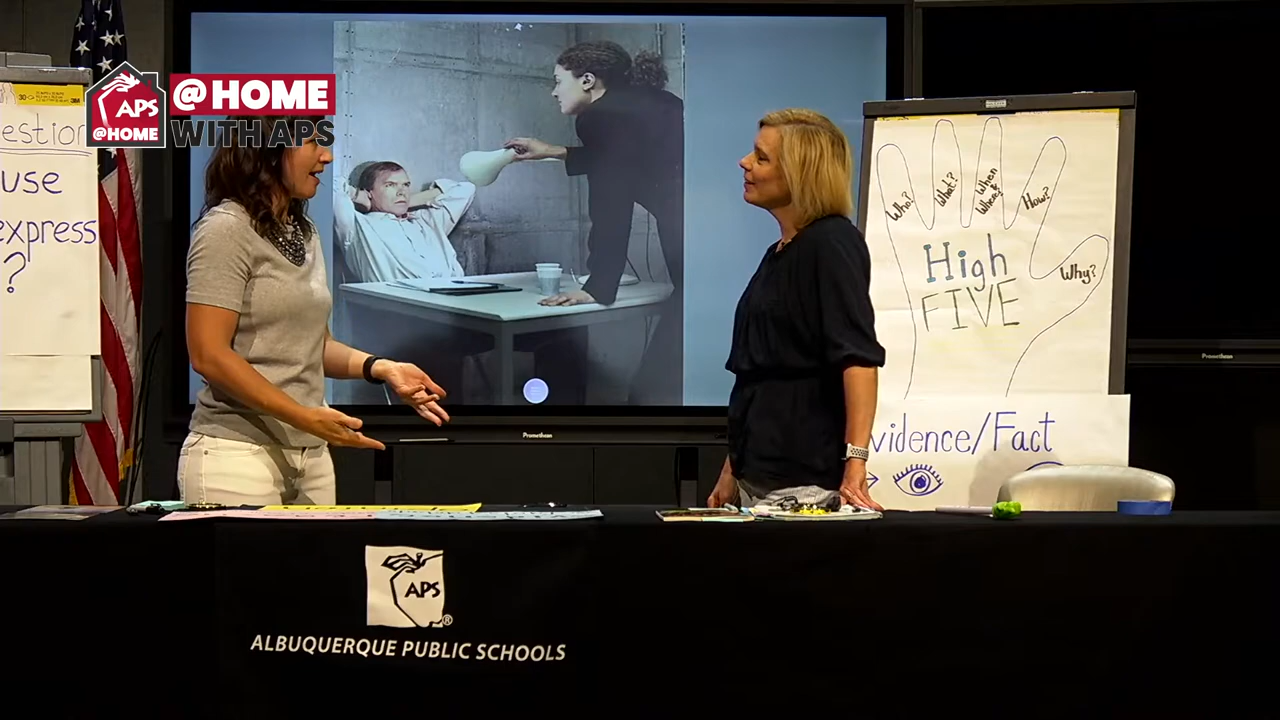 APS
@HOME
@HOME
WITH APS
estion
use
express
?
Who?
What?
When
Where?
How?
Why?
High
FIVE
vidence/Fact
Promethean
Promethean
APS
ALBUQUERQUE PUBLIC SCHOOLS